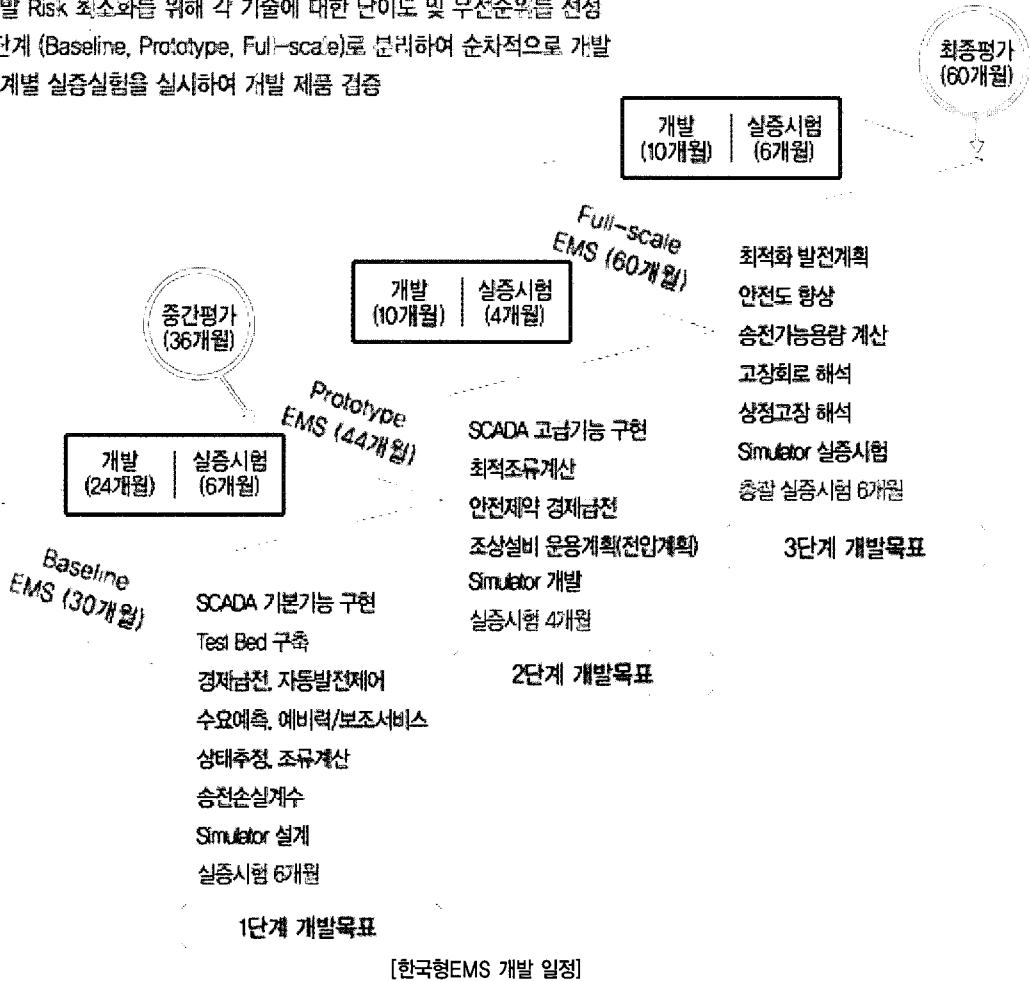 발 Risk 최소화를 위해 각 기술에 대한 난이도 및 우선순위를 선정
단계 (Baseline, Prototype, Full-scale)로 분리하여 순차적으로 개발
계별 실증실험을 실시하여 개발 제품 검증
최종평가
(60개월)
개발
(10개월)
실증시험
(6개월)
Full-scale
EMS (60개월)
최적화 발전계획
안전도 향상
송전가능용량 계산
고장회로 해석
상정고장 해석
Simulator 실증시험
총괄 실증시험 6개월
3단계 개발목표
개발
(10개월)
실증시험
(4개월)
중간평가
(36개월)
Prototype
EMS (44개월)
SCADA 고급기능 구현
최적조류계산
안전제약 경제급전
조상설비 운용계획(전압계획)
Simulator 개발
실증시험 4개월
2단계 개발목표
개발
(24개월)
실증시험
(6개월)
Baseline
EMS (30개월)
SCADA 기본기능 구현
Test Bed 구축
경제급전, 자동발전제어
수요예측, 예비력/보조서비스
상태추정, 조류계산
송전손실계수
Simulator 설계
실증시험 6개월
1단계 개발목표
[한국형EMS 개발 일정]